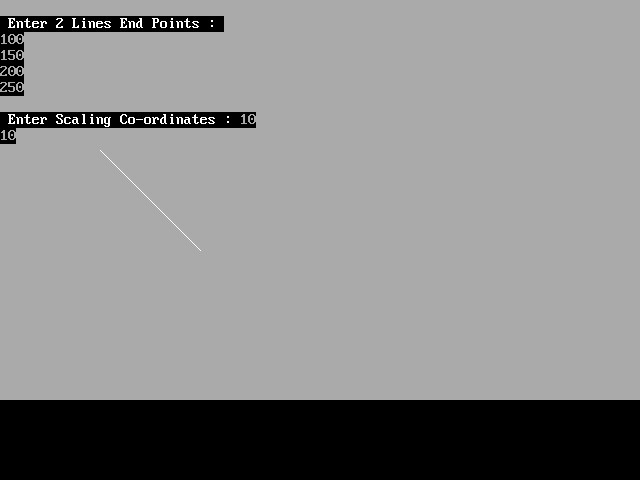 Enter 2 Lines End Points :
100
150
200
250
Enter Scaling Co-ordinates : 10
10